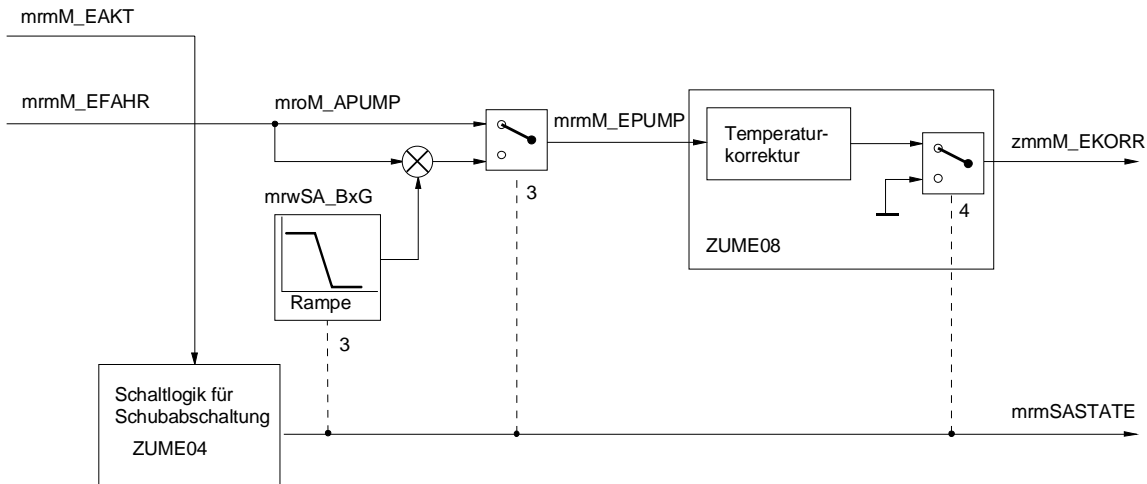 mrmM_EAKT
mrmM_EFAHR
mroM_APUMP
mrmM_EPUMP
Temperatur-
korrektur
zmmM_EKORR
3
4
mrwSA_BxG
ZUME08
Rampe
3
Schaltlogik für
Schubabschaltung
ZUME04
mrmSASTATE